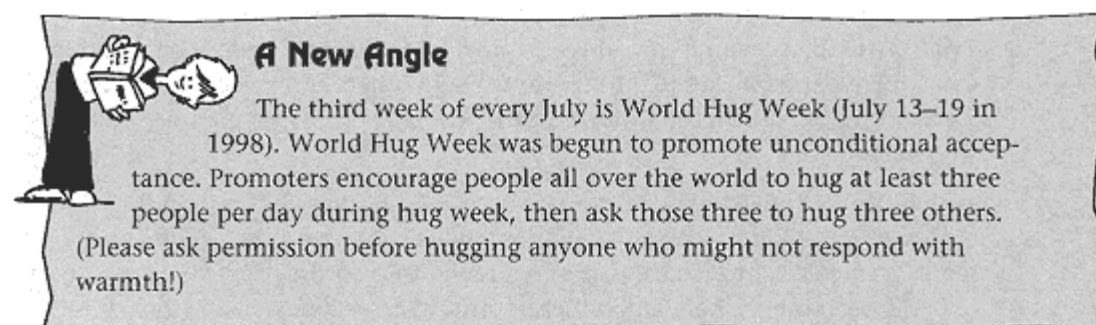 A New Angle
The third week of every July is World Hug Week (July 13–19 in
1998). World Hug Week was begun to promote unconditional accep-
tance. Promoters encourage people all over the world to hug at least three
people per day during hug week, then ask those three to hug three others.
(Please ask permission before hugging anyone who might not respond with
warmth!)